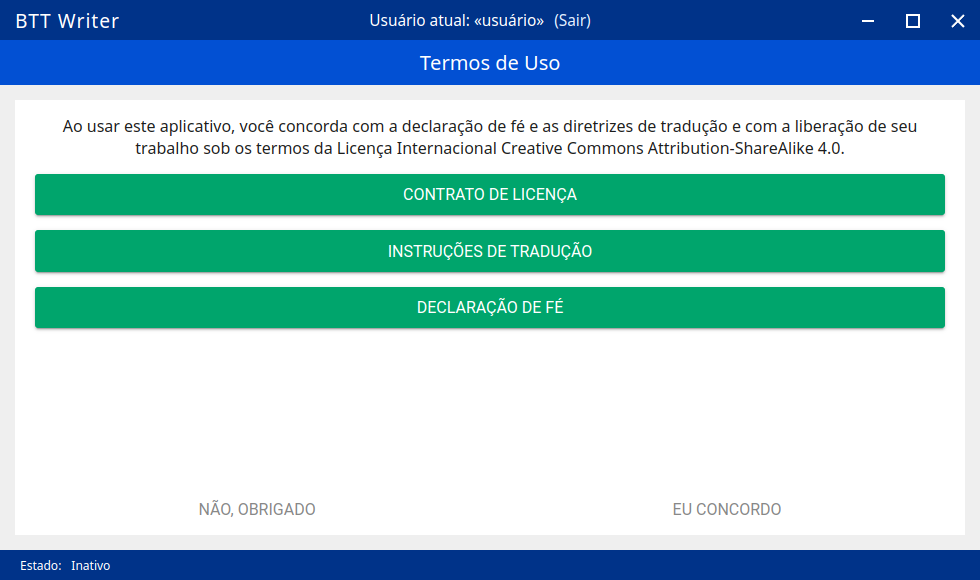 BTT Writer
Usuário atual: «usuário» (Sair)
Termos de Uso
Ao usar este aplicativo, você concorda com a declaração de fé e as diretrizes de tradução e com a liberação de seu
trabalho sob os termos da Licença Internacional Creative Commons Attribution-ShareAlike 4.0.
CONTRATO DE LICENÇA
INSTRUÇÕES DE TRADUÇÃO
DECLARAÇÃO DE FÉ
NÃO, OBRIGADO
EU CONCORDO
Estado: Inativo